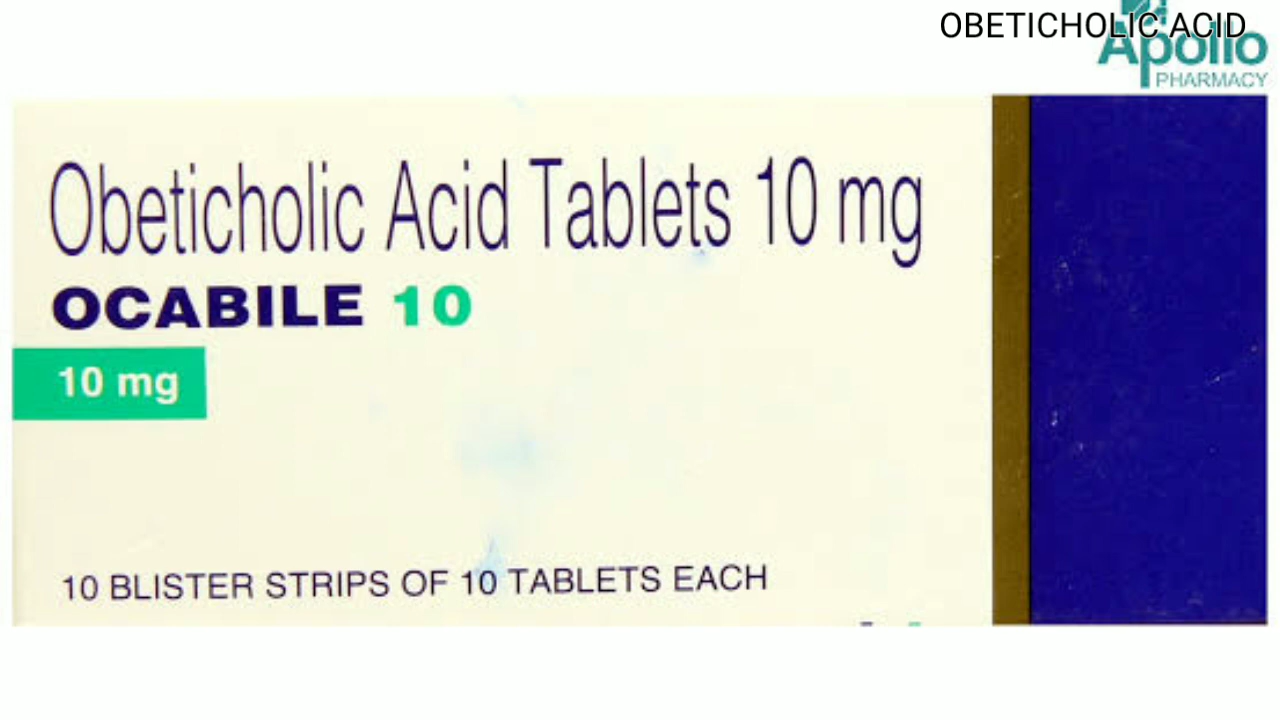 OBETICHOLIC ACID
Apollo
PHARMACY
Obeticholic Acid Tablets 10 mg
OCABILE 10
10 mg
10 BLISTER STRIPS OF 10 TABLETS EACH